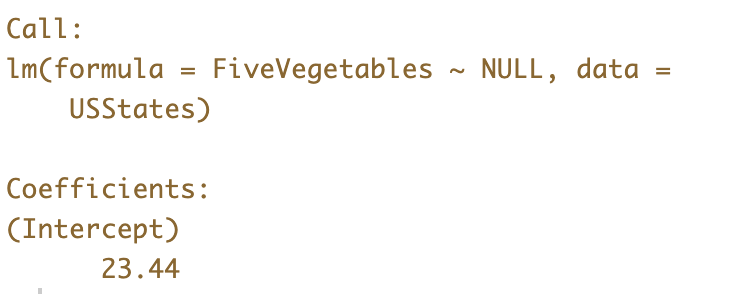 Call:
lm(formula = FiveVegetables ~ NULL, data =
    USStates)

Coefficients:
(Intercept)
      23.44